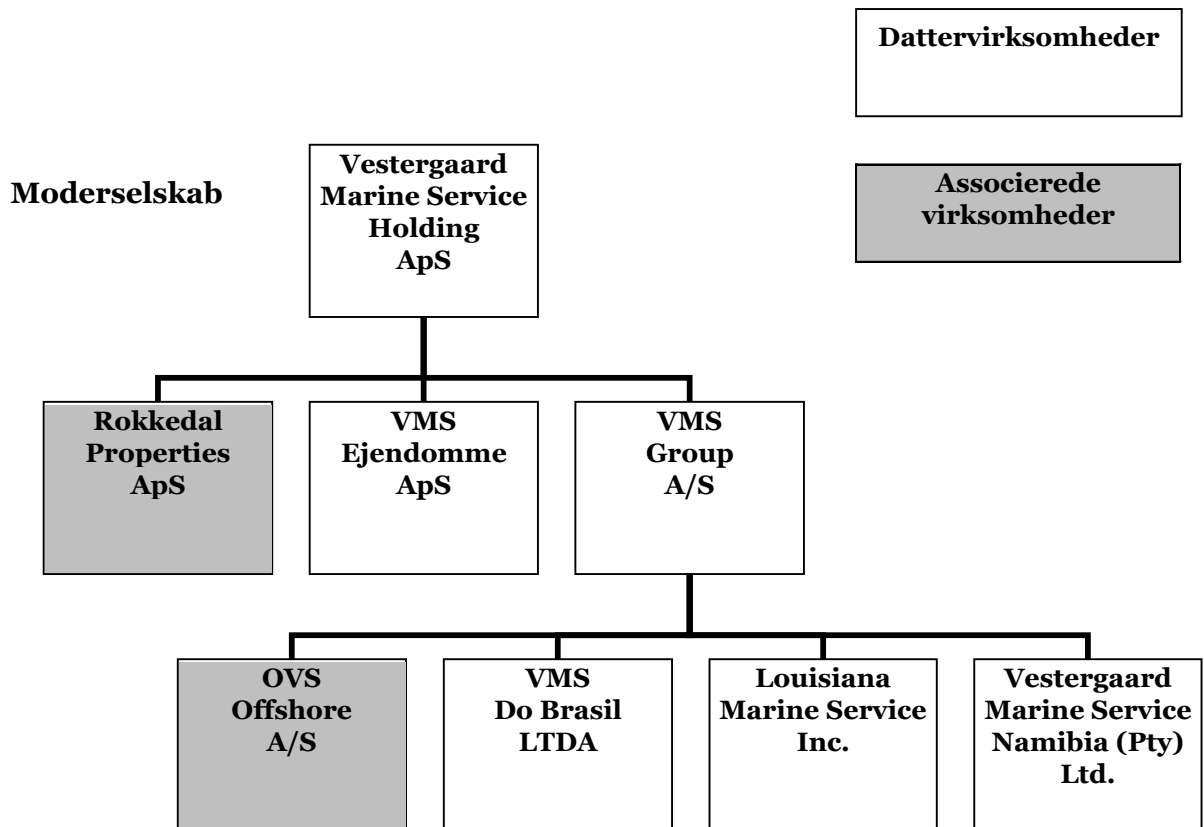 Dattervirksomheder
Moderselskab
Vestergaard
Marine Service
Holding
ApS
Associerede
virksomheder
Rokkedal
Properties
ApS
VMS
Ejendomme
ApS
VMS
Group
A/S
OVS
Offshore
A/S
VMS
Do Brasil
LTDA
Louisiana
Marine Service
Inc.
Vestergaard
Marine Service
Namibia (Pty)
Ltd.